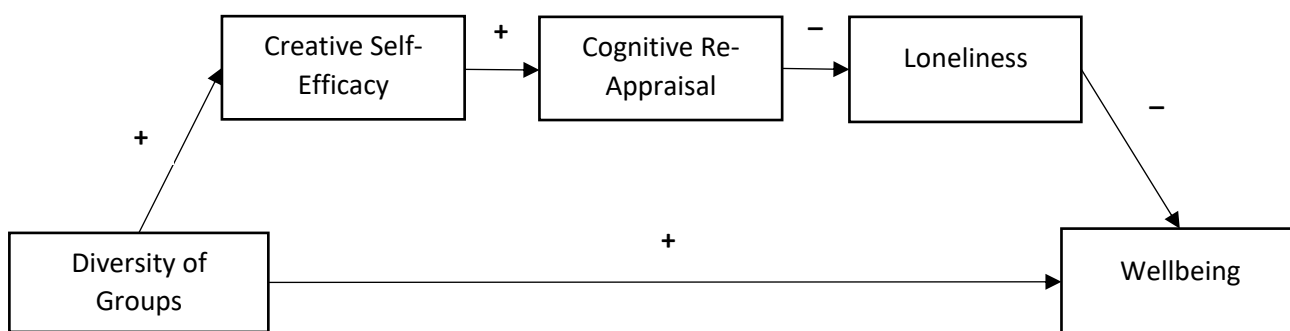 Creative Self-
Efficacy
+
Cognitive Re-
Appraisal
–
Loneliness
+
–
Diversity of
Groups
+
Wellbeing